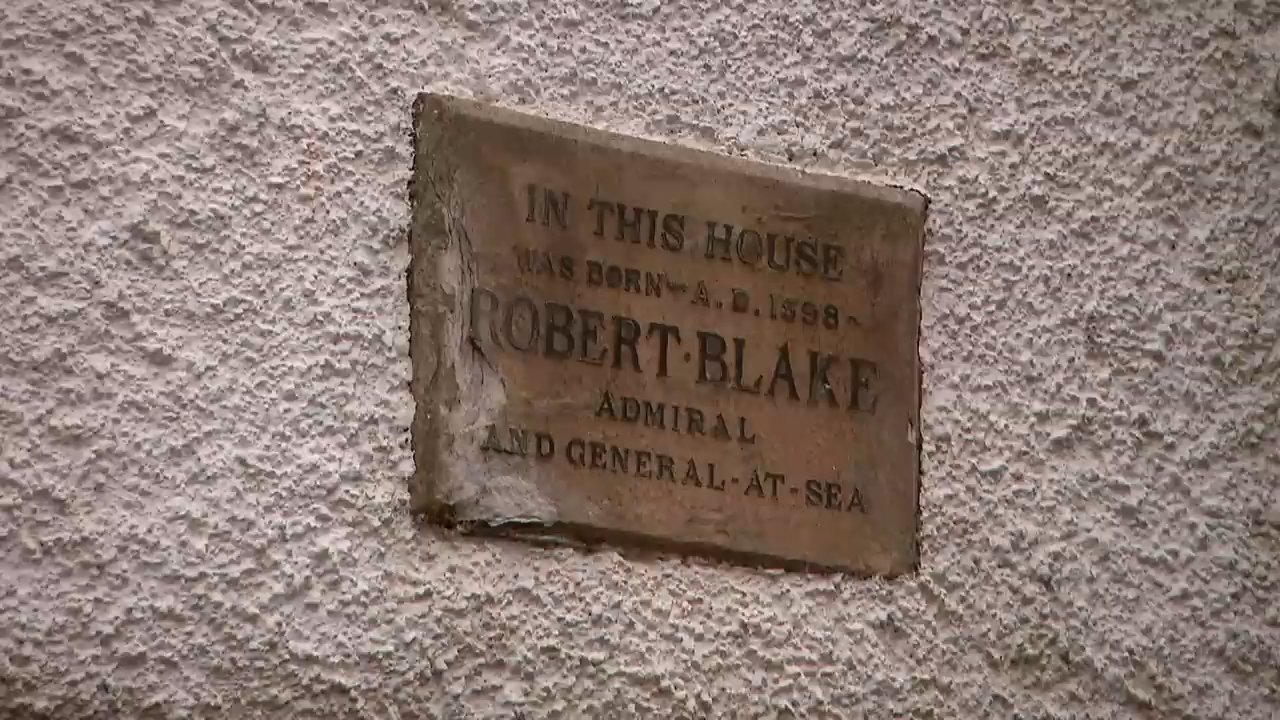 IN THIS HOUSE
WAS BORN~A.D.1598~
ROBERT·BLAKE
ADMIRAL
AND GENERAL-AT-SEA